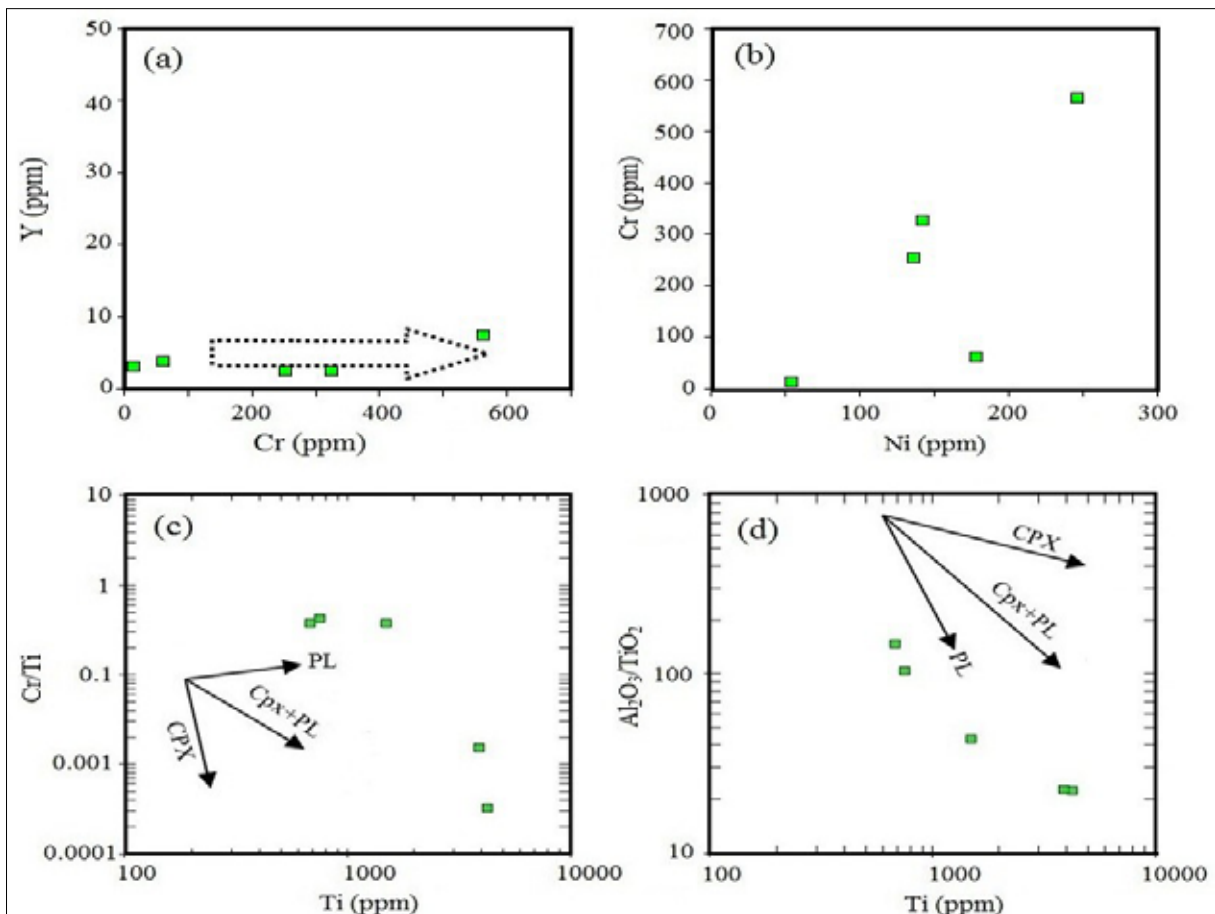 (a)
50
40
30
20
10
0
Y (ppm)
0 200 400 600
Cr (ppm)
(b)
700
600
500
400
300
200
100
0
Cr (ppm)
0 100 200 300
Ni (ppm)
(c)
10
1
0.1
0.001
0.0001
Cr/Ti
PL
Cpx+PL
CPX
100 1000 10000
Ti (ppm)
(d)
1000
100
10
Al₂O₃/TiO₂
CPX
Cpx+PL
PL
100 1000 10000
Ti (ppm)